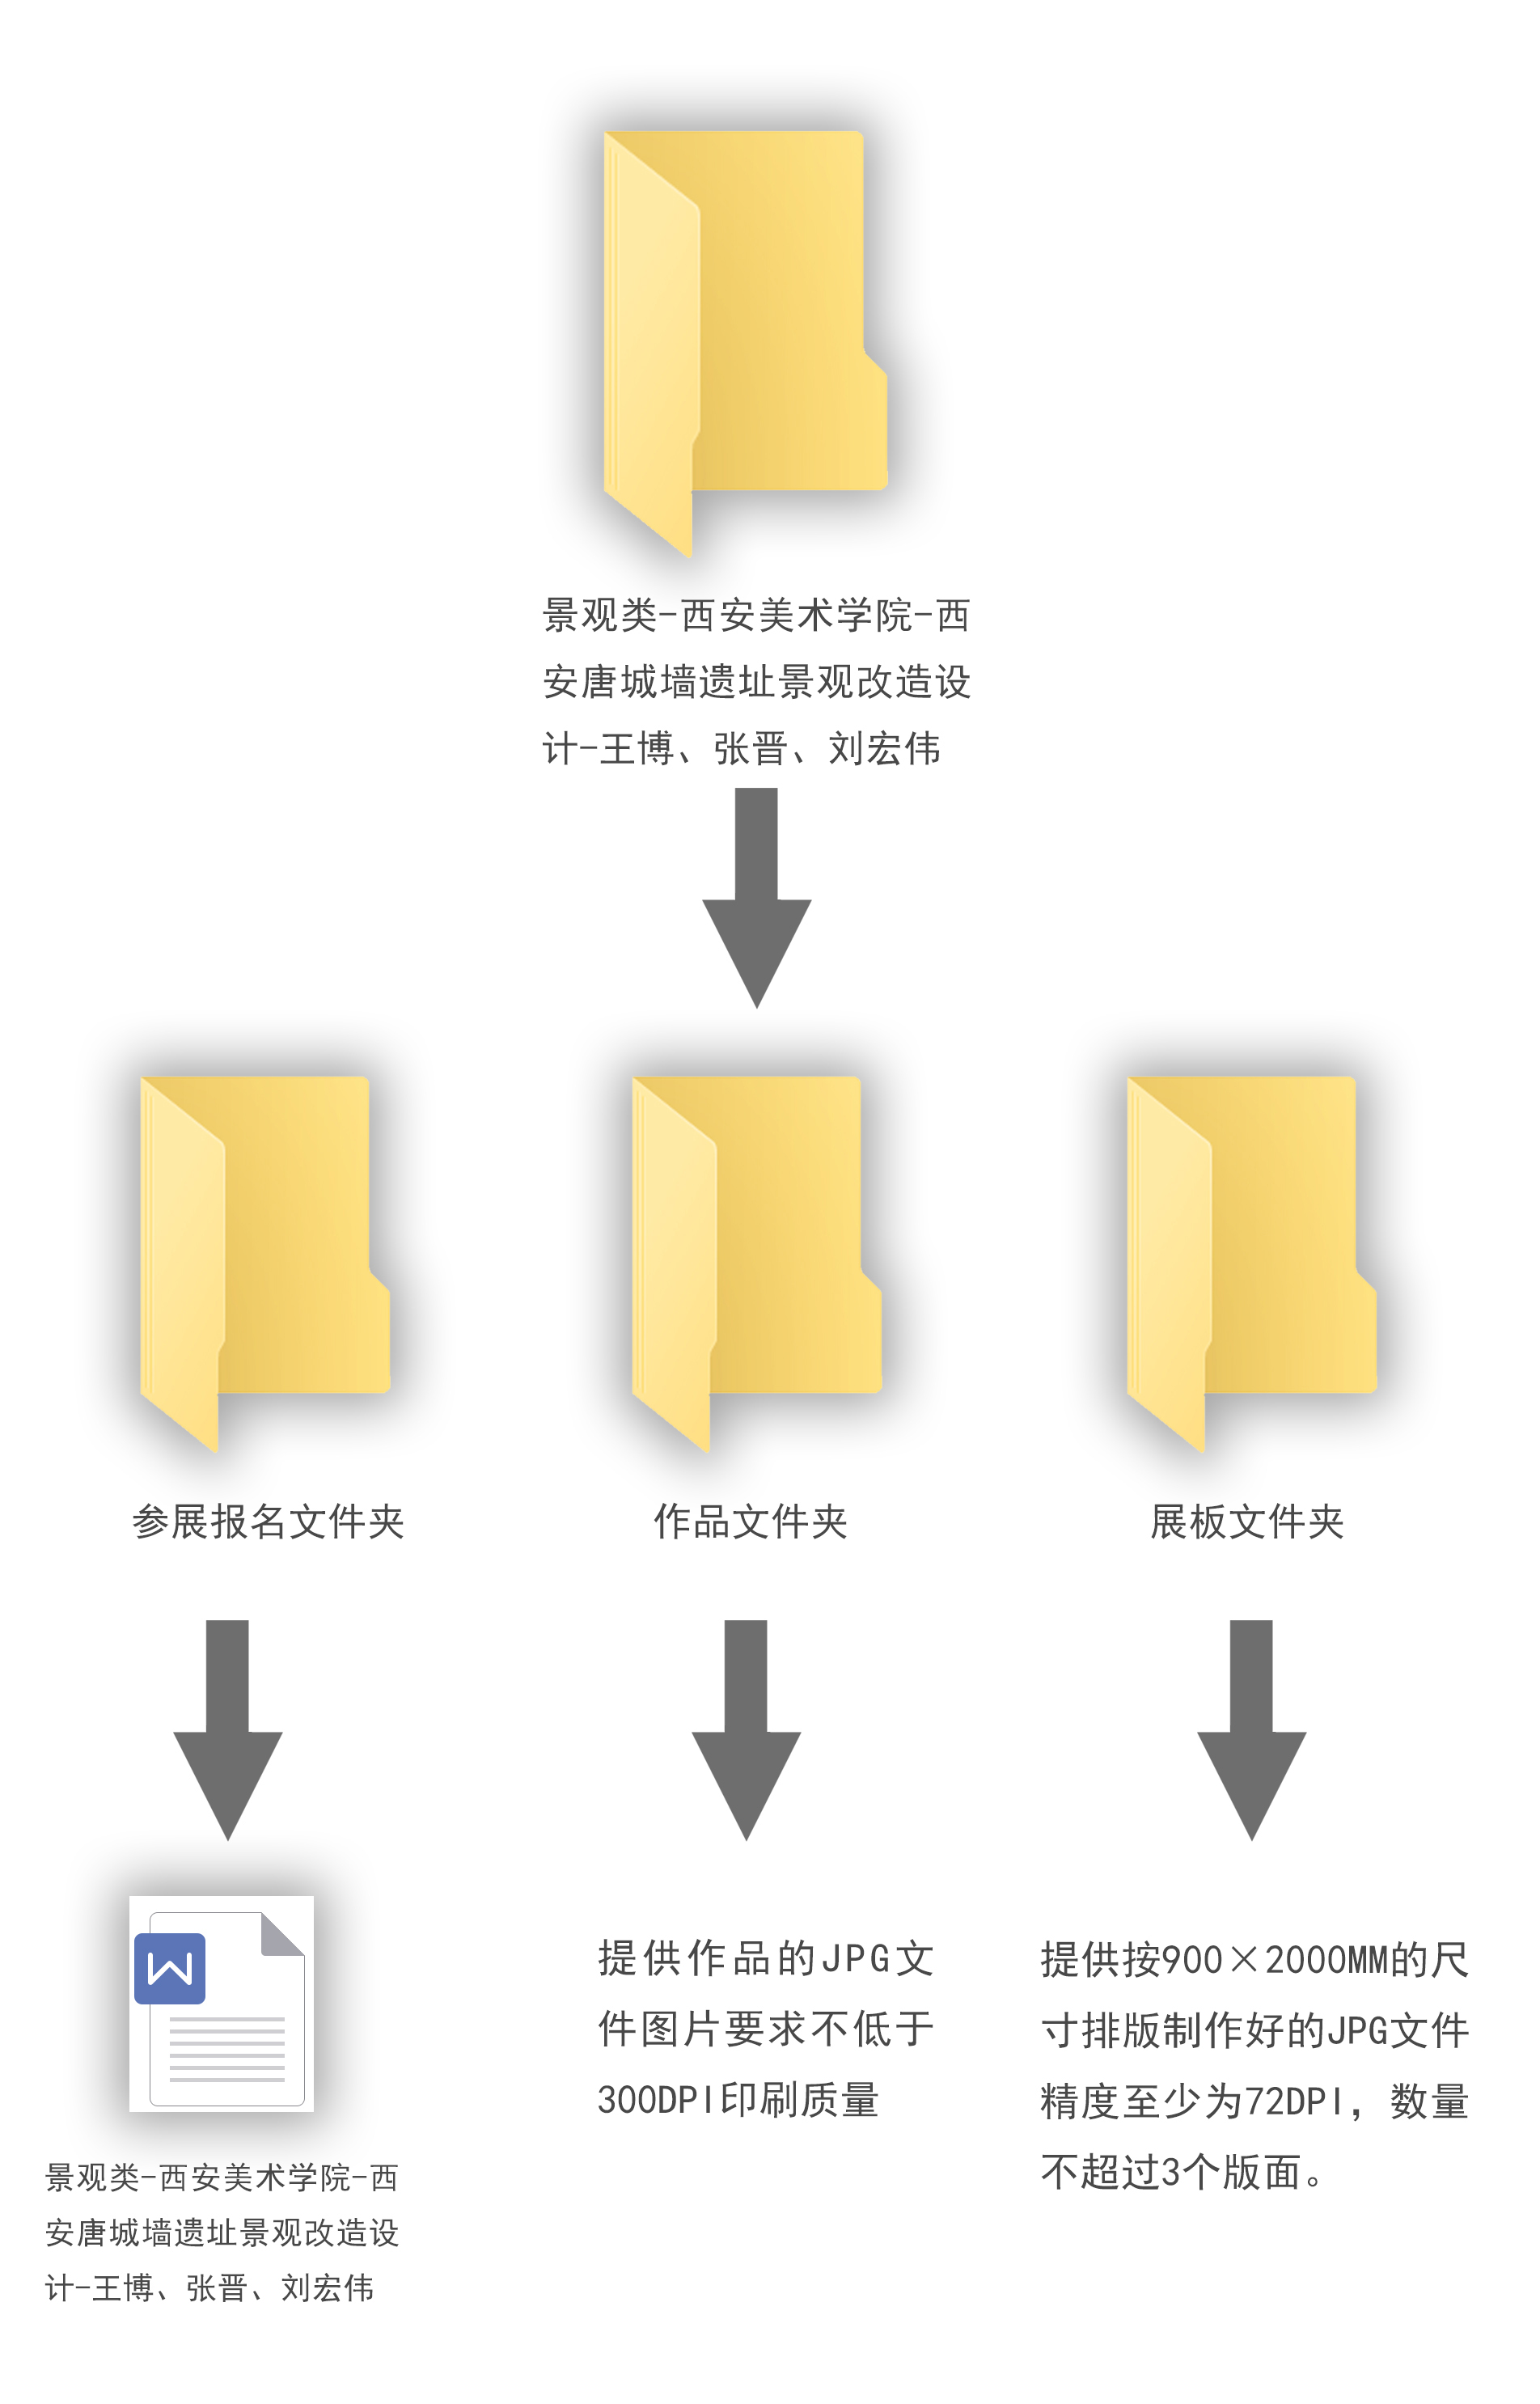 景观类-西安美术学院-西
安唐城墙遗址景观改造设
计-王博、张晋、刘宏伟
参展报名文件夹
作品文件夹
展板文件夹
W
景观类-西安美术学院-西
安唐城墙遗址景观改造设
计-王博、张晋、刘宏伟
提供作品的JPG文
件图片要求不低于
300DPI印刷质量
提供按900×2000MM的尺
寸排版制作好的JPG文件
精度至少为72DPI，数量
不超过3个版面。